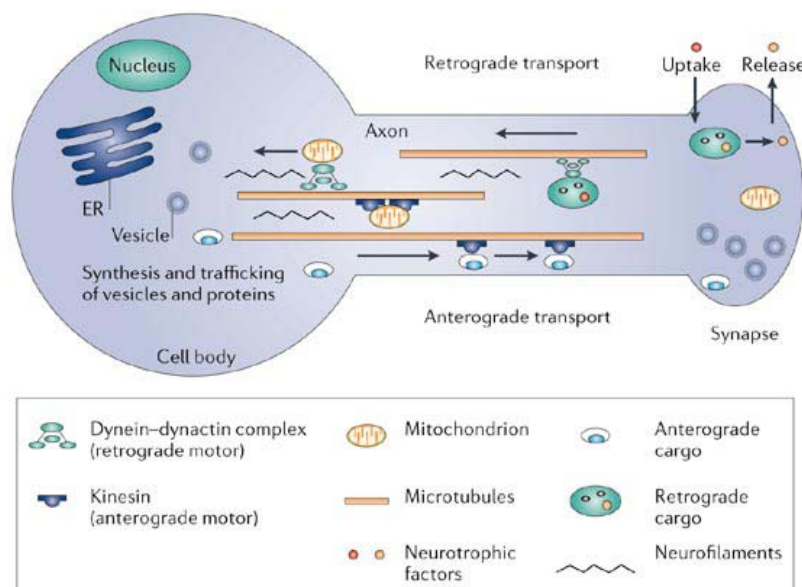 Nucleus
Retrograde transport
Uptake
Release
Axon
ER
Vesicle
Synthesis and trafficking
of vesicles and proteins
Anterograde transport
Synapse
Cell body
Dynein–dynactin complex
(retrograde motor)
Mitochondrion
Anterograde
cargo
Kinesin
(anterograde motor)
Microtubules
Retrograde
cargo
Neurotrophic
factors
Neurofilaments